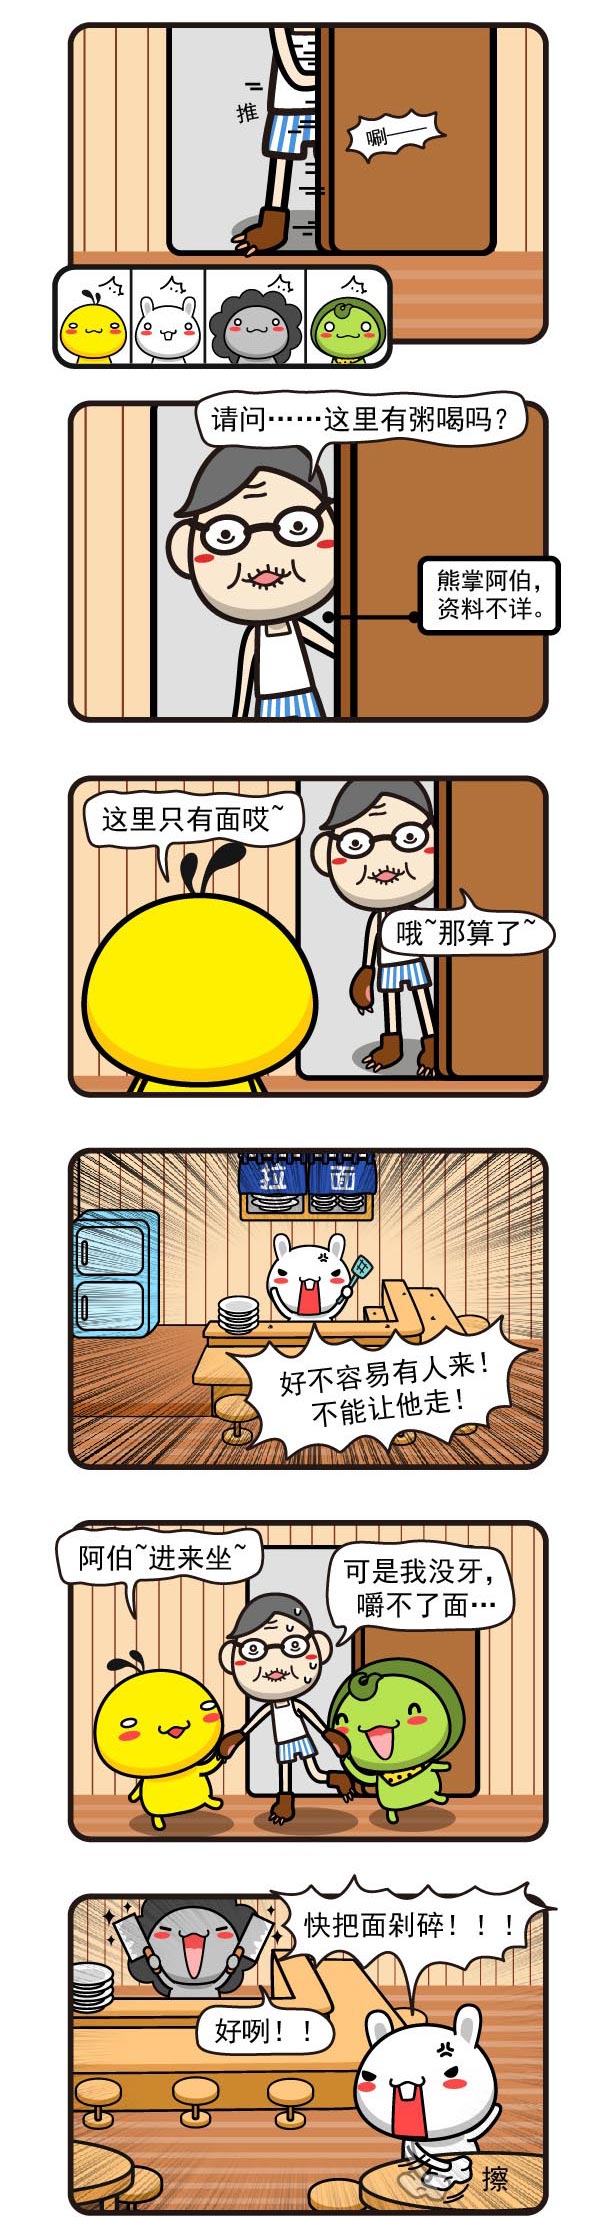 推
唰——
请问……这里有粥喝吗？
熊掌阿伯，
资料不详。
这里只有面哎~
哦~那算了~
拉面
好不容易有人来！
不能让他走！
阿伯~进来坐~
可是我没牙，
嚼不了面…
快把面剁碎！！！
好咧！！
擦